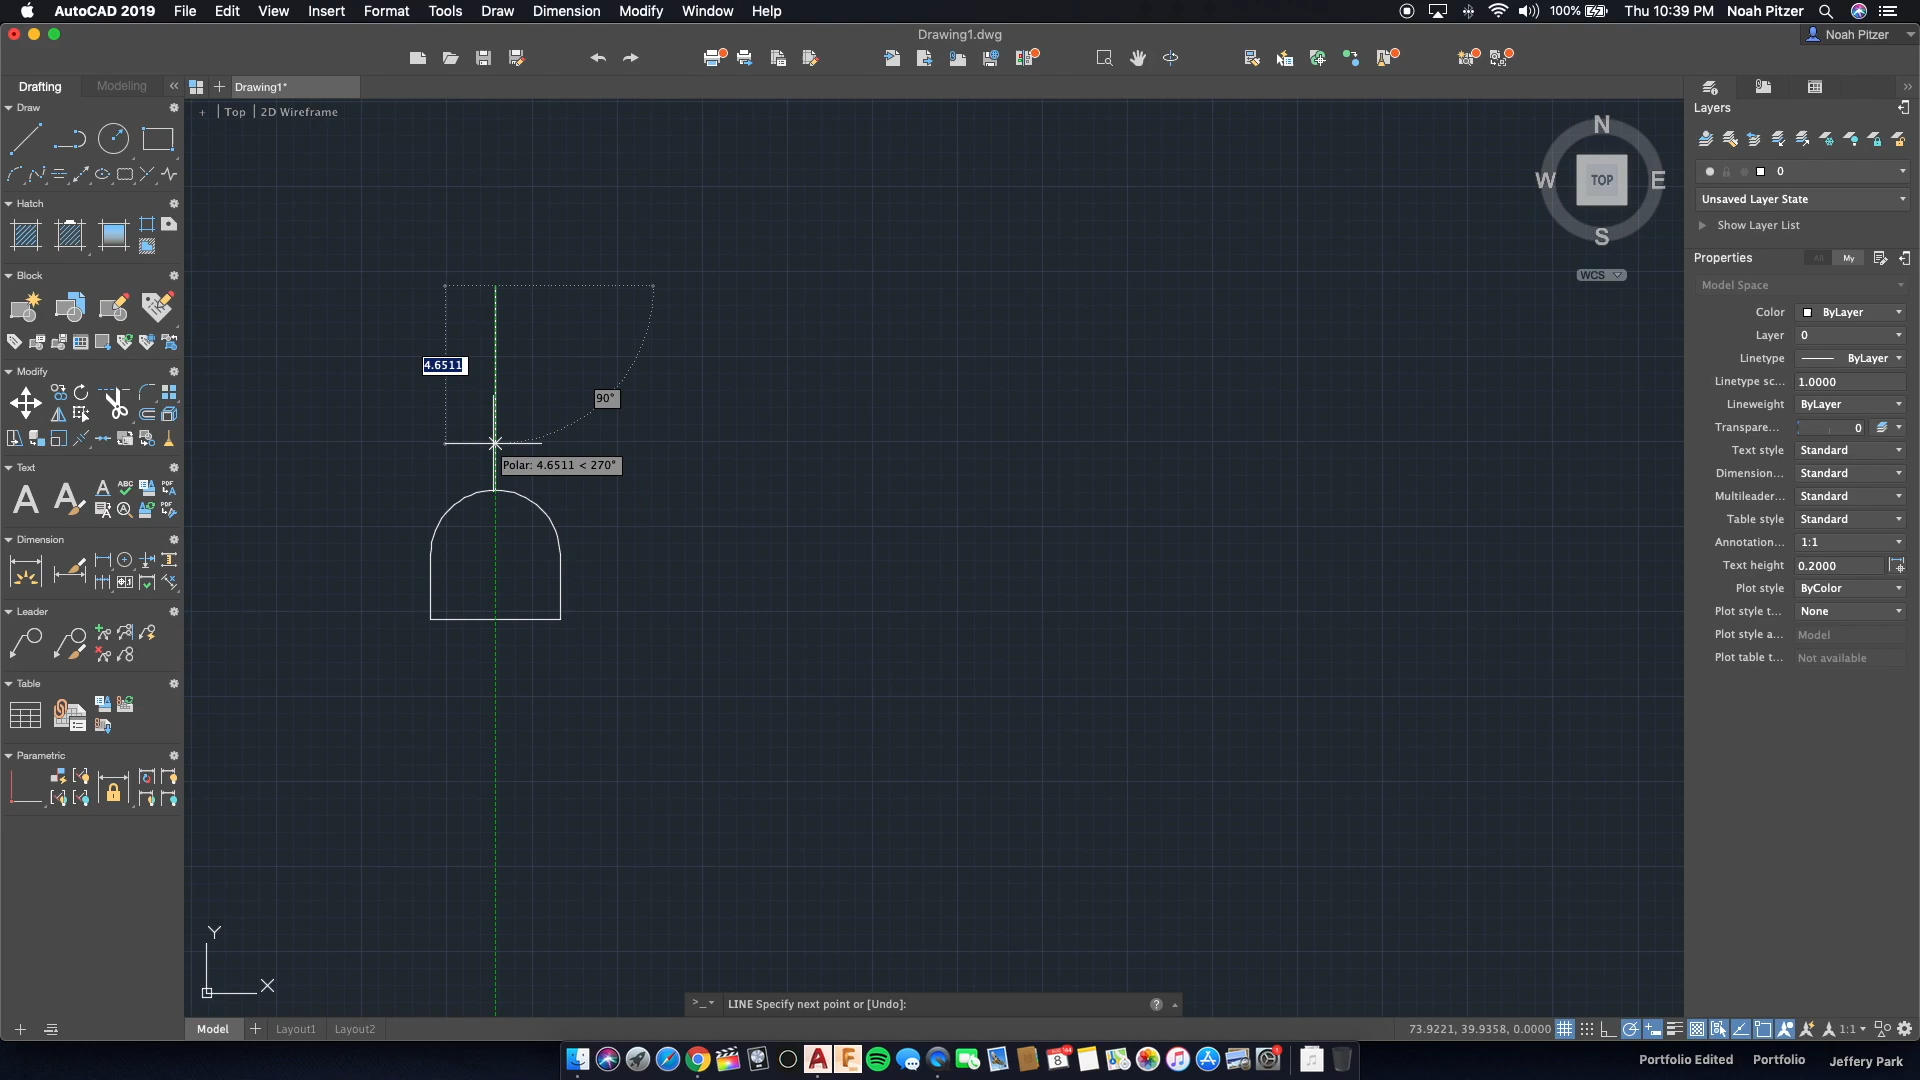 AutoCAD 2019 File Edit View Insert Format Tools Draw Dimension Modify Window Help 100% Thu 10:39 PM Noah Pitzer
Drawing1.dwg
Noah Pitzer
Drafting Modeling
Drawing1*
Draw
+ | Top | 2D Wireframe
Hatch
Block
Modify
Text
Dimension
Leader
Table
Parametric
4.6511
90°
Polar: 4.6511 < 270°
N
W TOP E
S
WCS
Y
X
Layers
0
Unsaved Layer State
Show Layer List
Properties All My
Model Space
Color ByLayer
Layer 0
Linetype ByLayer
Linetype sc... 1.0000
Lineweight ByLayer
Transpare... 0
Text style Standard
Dimension... Standard
Multileader... Standard
Table style Standard
Annotation... 1:1
Text height 0.2000
Plot style ByColor
Plot style t... None
Plot style a... Model
Plot table t... Not available
>_ LINE Specify next point or [Undo]:
Model Layout1 Layout2
73.9221, 39.9358, 0.0000 1:1
Portfolio Edited Portfolio Jeffery Park